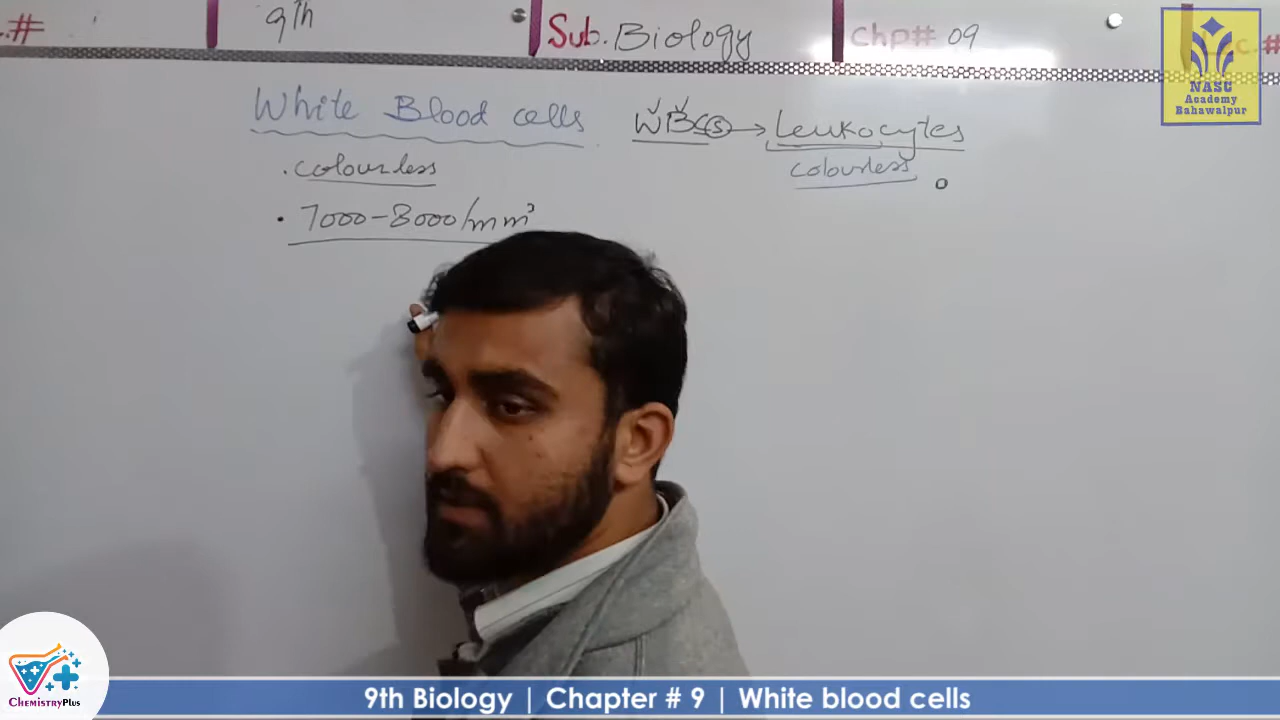 .# 9th Sub. Biology Chp# 09 c.#
NASC
Academy
Bahawalpur
White Blood cells WBCs → Leukocytes
. colourless colourless
. 7000-8000/mm³
ChemistryPlus
9th Biology | Chapter # 9 | White blood cells